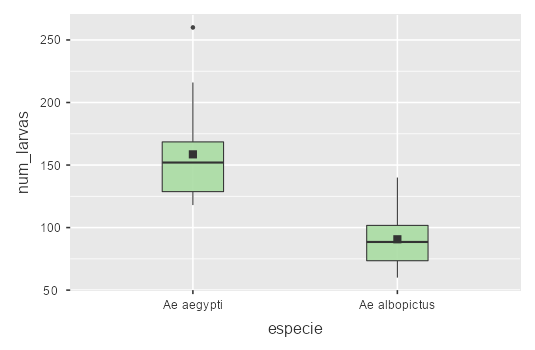 250
200
150
100
50
num_larvas
Ae aegypti
Ae albopictus
especie